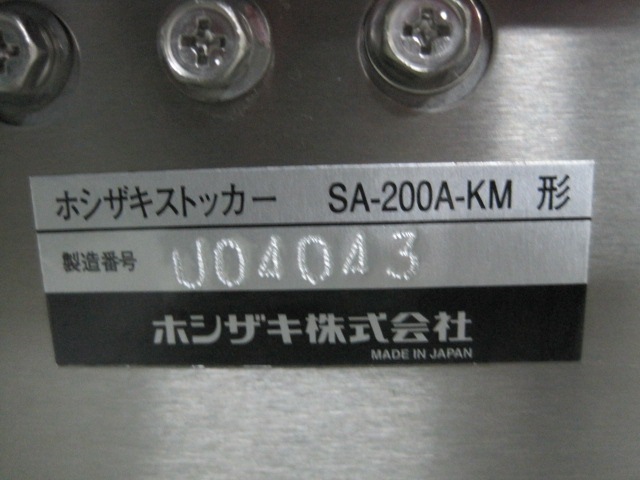 ホシザキストッカー SA-200A-KM 形
製造番号 U04043
ホシザキ株式会社
MADE IN JAPAN